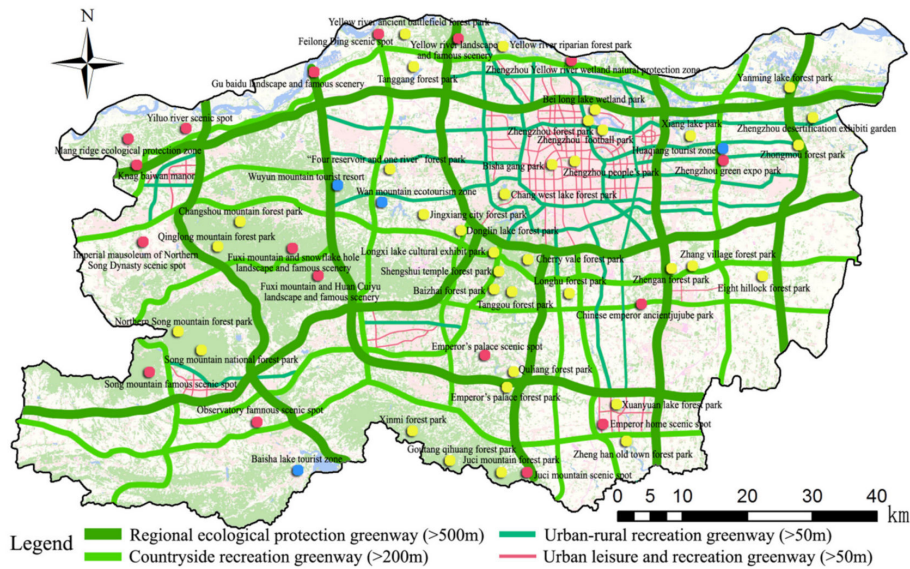 N
Yellow river ancient battlefield forest park
Feilong Ding scenic spot
Yellow river landscape
and famous scenery
Yellow river riparian forest park
Tanggang forest park
Zhengzhou Yellow river wetland natural protection zone
Gu baidu landscape and famous scenery
Yanming lake forest park
Bei long lake wetland park
Yiluo river scenic spot
Xiang lake park
Zhengzhou desertification exhibiti garden
Zhengzhou forest park
Zhengzhou football park
Mang ridge ecological protection zone
Huaqiang tourist zone
Zhongmou forest park
"Four reservoir and one river" forest park
Bisha gang park
Zhengzhou people's park
Zhengzhou green expo park
Knag baiwan manor
Wuyun mountain tourist resort
Wan mountain ecotourism zone
Chang west lake forest park
Changshou mountain forest park
Jingxiang city forest park
Donglin lake forest park
Qinglong mountain forest park
Imperial mausoleum of Northern
Song Dynasty scenic spot
Fuxi mountain and snowflake hole
landscape and famous scenery
Longxi lake cultural exhibit park
Cherry vale forest park
Zhang village forest park
Shengshui temple forest park
Zhengan forest park
Eight hillock forest park
Fuxi mountain and Huan Cuiyu
landscape and famous scenery
Baizhai forest park
Longhu forest park
Tanggou forest park
Chinese emperor ancientjujube park
Northern Song mountain forest park
Song mountain national forest park
Emperor's palace scenic spot
Song mountain famous scenic spot
Quliang forest park
Emperor's palace forest park
Observatory famnous scenic spot
Xuanyuan lake forest park
Xinmi forest park
Emperor home scenic spot
Goutang qihuang forest park
Zheng han old town forest park
Baisha lake tourist zone
Juci mountain forest park
Juci mountain scenic spot
0 5 10 20 30 40
km
Legend
Regional ecological protection greenway (>500m)
Urban-rural recreation greenway (>50m)
Countryside recreation greenway (>200m)
Urban leisure and recreation greenway (>50m)